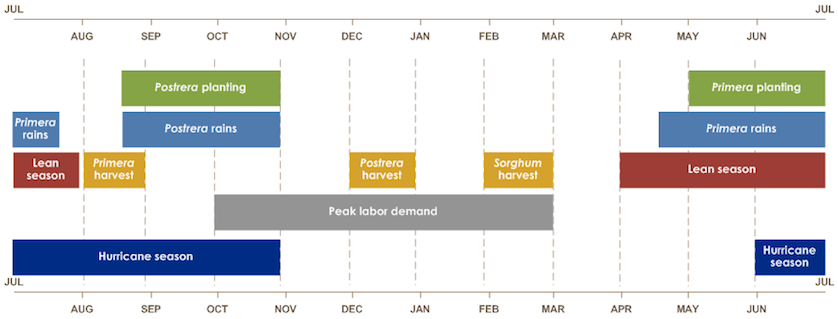 JUL JUL
AUG SEP OCT NOV DEC JAN FEB MAR APR MAY JUN
Postrera planting Primera planting
Primera
rains
Postrera rains Primera rains
Lean
season
Primera
harvest
Postrera
harvest
Sorghum
harvest
Lean season
Peak labor demand
Hurricane season
Hurricane
season
JUL JUL
AUG SEP OCT NOV DEC JAN FEB MAR APR MAY JUN